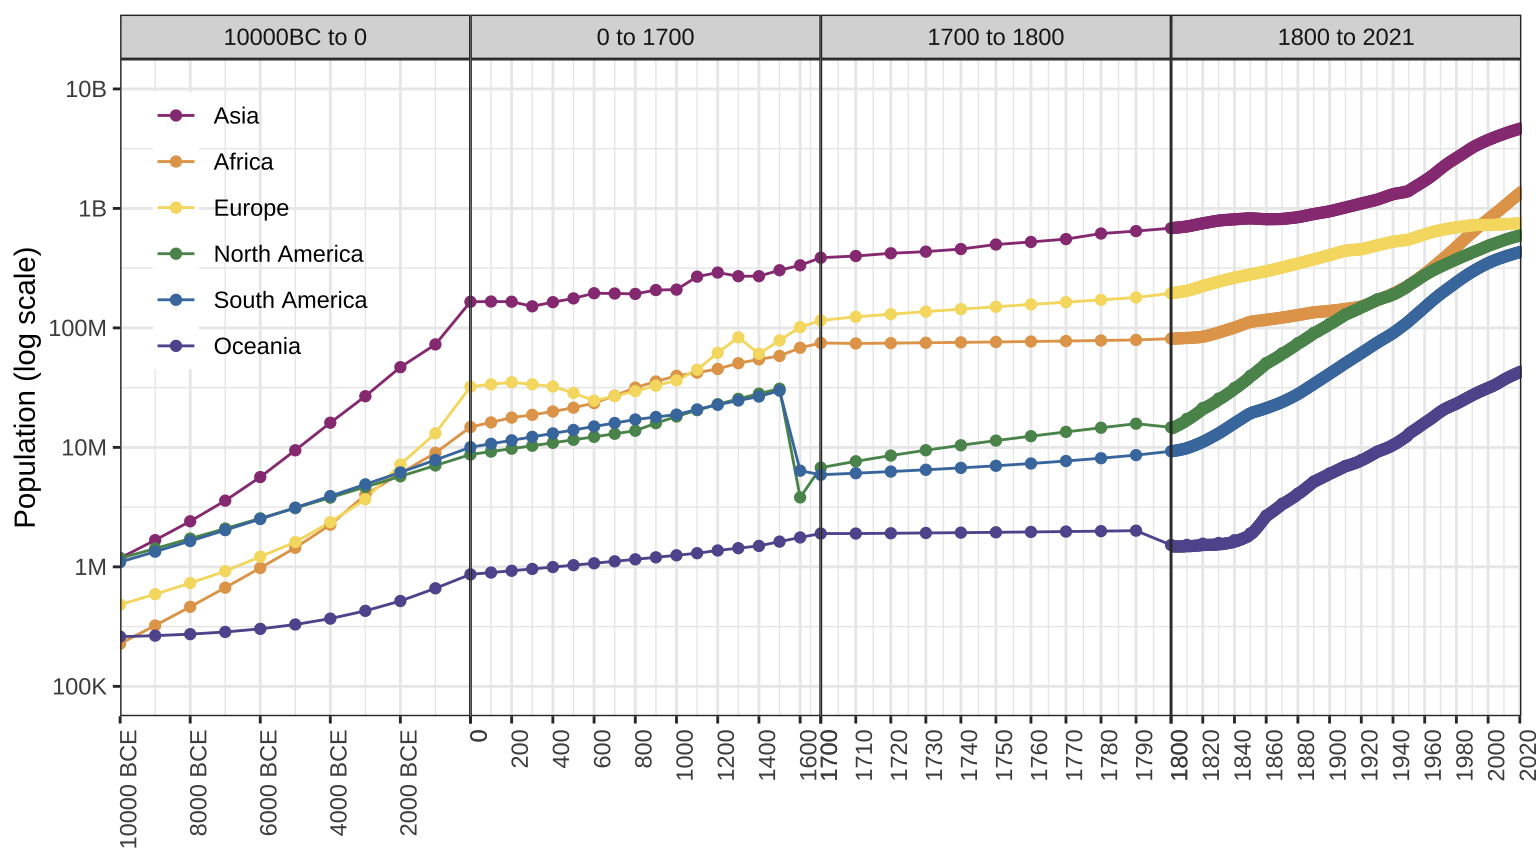 10000BC to 0
0 to 1700
1700 to 1800
1800 to 2021
Population (log scale)
10B
1B
100M
10M
1M
100K
Asia
Africa
Europe
North America
South America
Oceania
10000 BCE
8000 BCE
6000 BCE
4000 BCE
2000 BCE
0
200
400
600
800
1000
1200
1400
1600
1700
1710
1720
1730
1740
1750
1760
1770
1780
1790
1800
1820
1840
1860
1880
1900
1920
1940
1960
1980
2000
2020